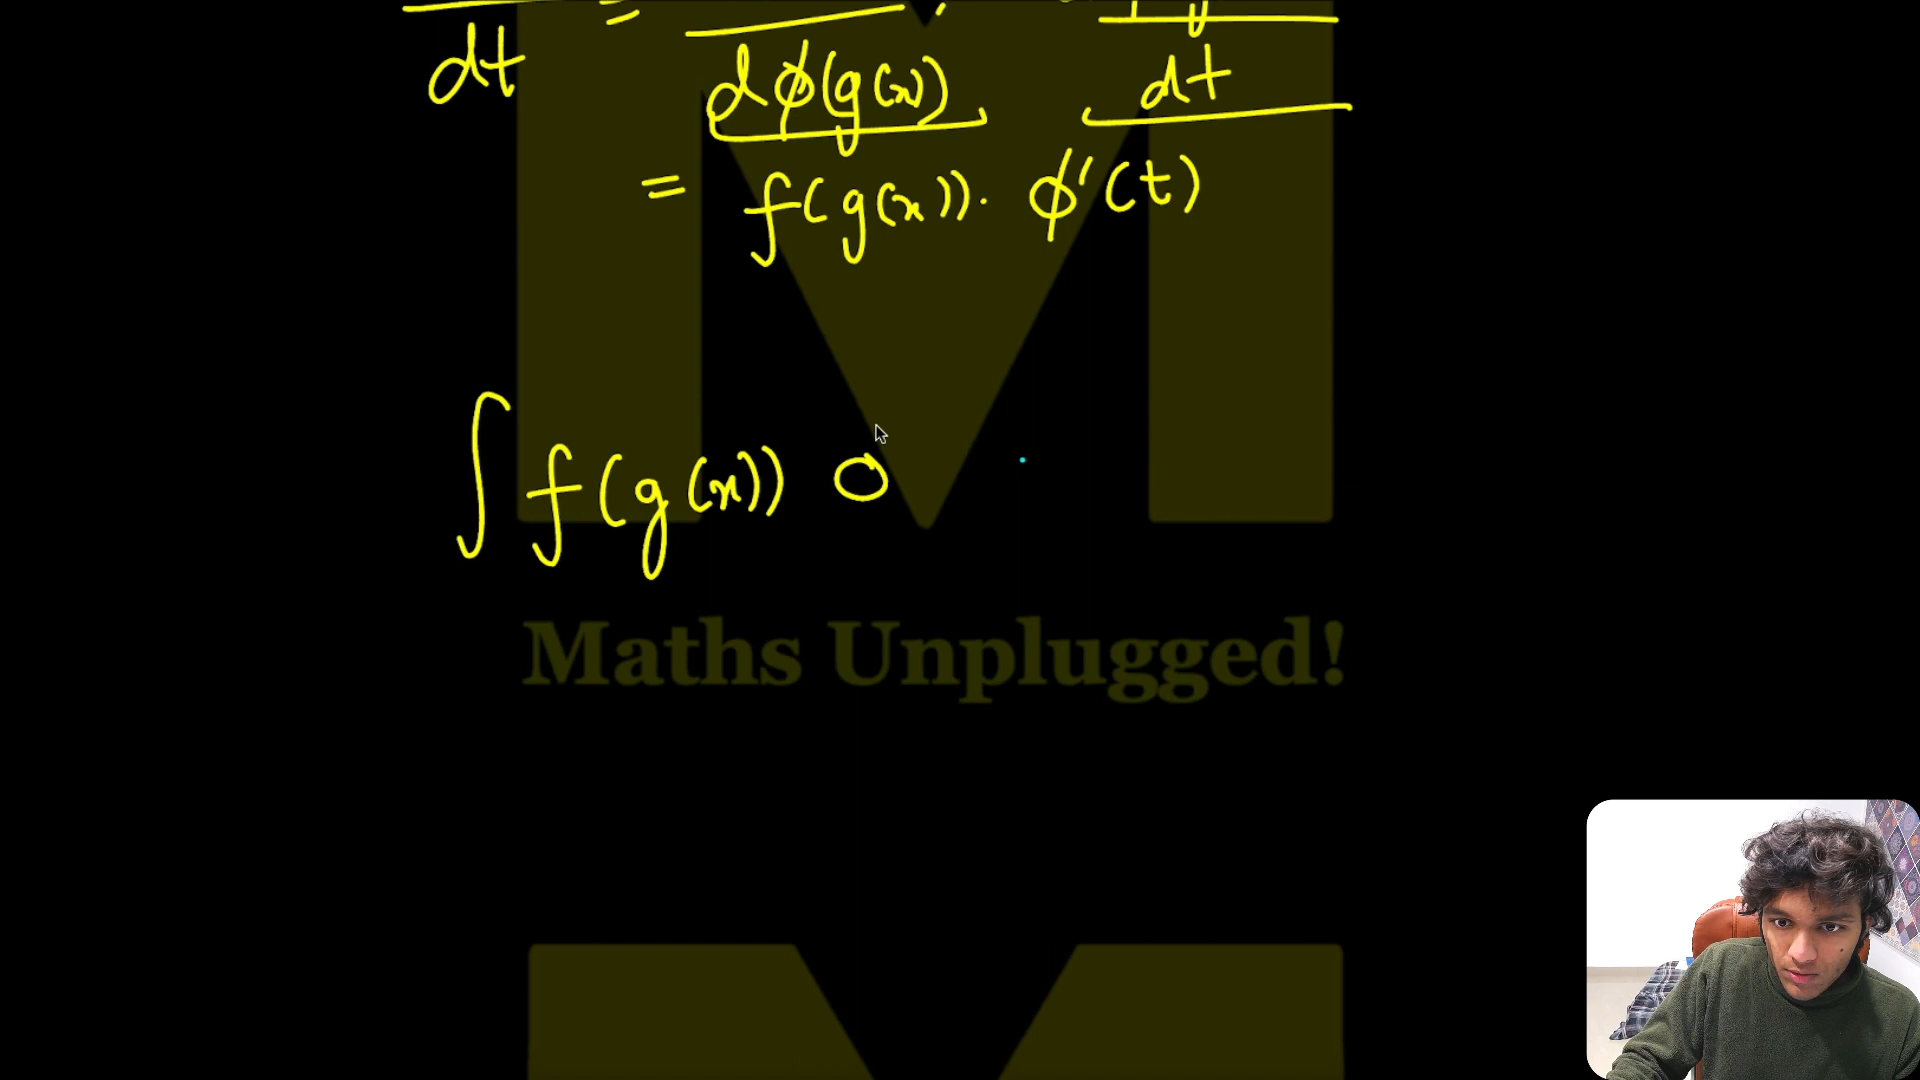 dt = dφ(g(x)) dt
= f(g(x)). φ'(t)
∫ f(g(x))
Maths Unplugged!